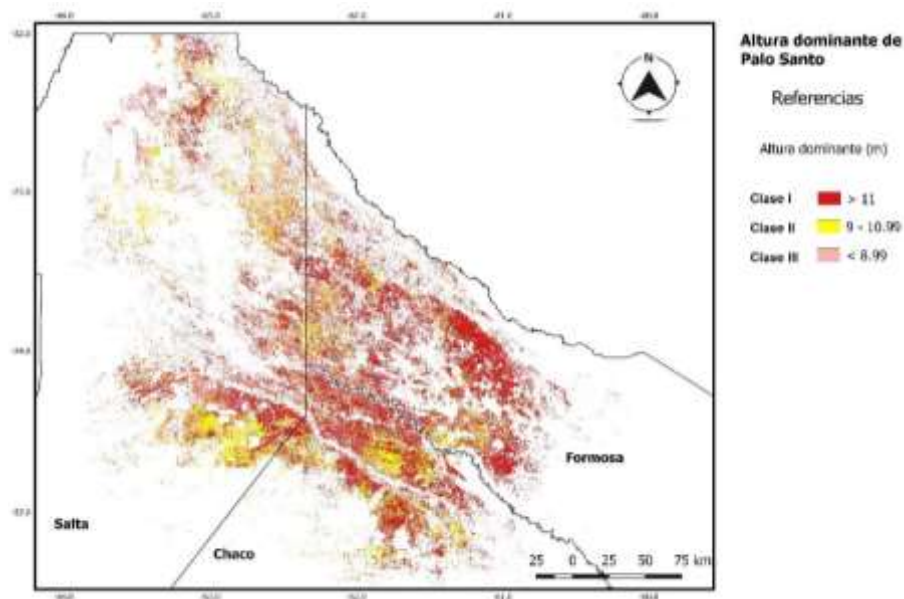 Altura dominante de
Palo Santo
Referencias
Altura dominante (m)
Clase I > 11
Clase II 9 - 10.99
Clase III < 8.99
N
Formosa
Salta
Chaco
25 0 25 50 75 km